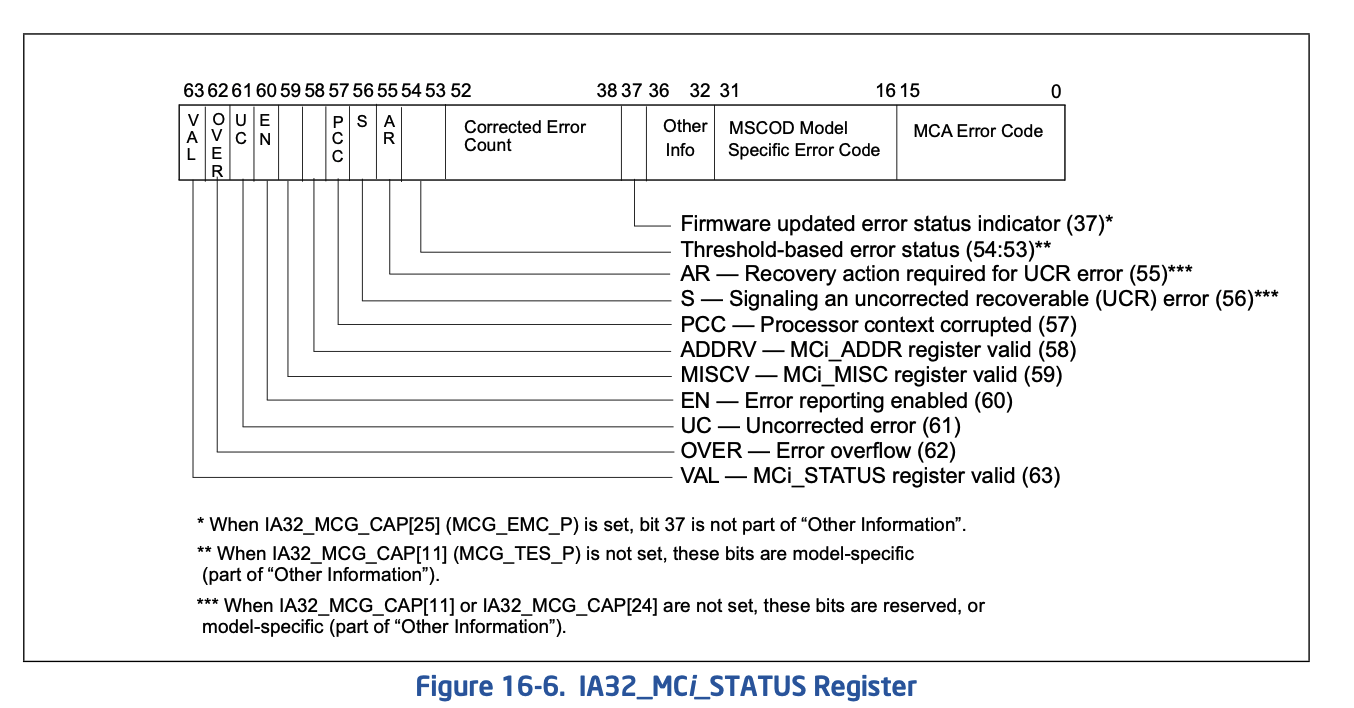 63 62 61 60 59 58 57 56 55 54 53 52 38 37 36 32 31 16 15 0
VAL
OVER
UC
EN
PCC
S
AR
Corrected Error
Count
Other
Info
MSCOD Model
Specific Error Code
MCA Error Code
Firmware updated error status indicator (37)*
Threshold-based error status (54:53)**
AR — Recovery action required for UCR error (55)***
S — Signaling an uncorrected recoverable (UCR) error (56)***
PCC — Processor context corrupted (57)
ADDRV — MCi_ADDR register valid (58)
MISCV — MCi_MISC register valid (59)
EN — Error reporting enabled (60)
UC — Uncorrected error (61)
OVER — Error overflow (62)
VAL — MCi_STATUS register valid (63)
* When IA32_MCG_CAP[25] (MCG_EMC_P) is set, bit 37 is not part of “Other Information”.
** When IA32_MCG_CAP[11] (MCG_TES_P) is not set, these bits are model-specific
(part of “Other Information”).
*** When IA32_MCG_CAP[11] or IA32_MCG_CAP[24] are not set, these bits are reserved, or
model-specific (part of “Other Information”).
Figure 16-6. IA32_MCi_STATUS Register